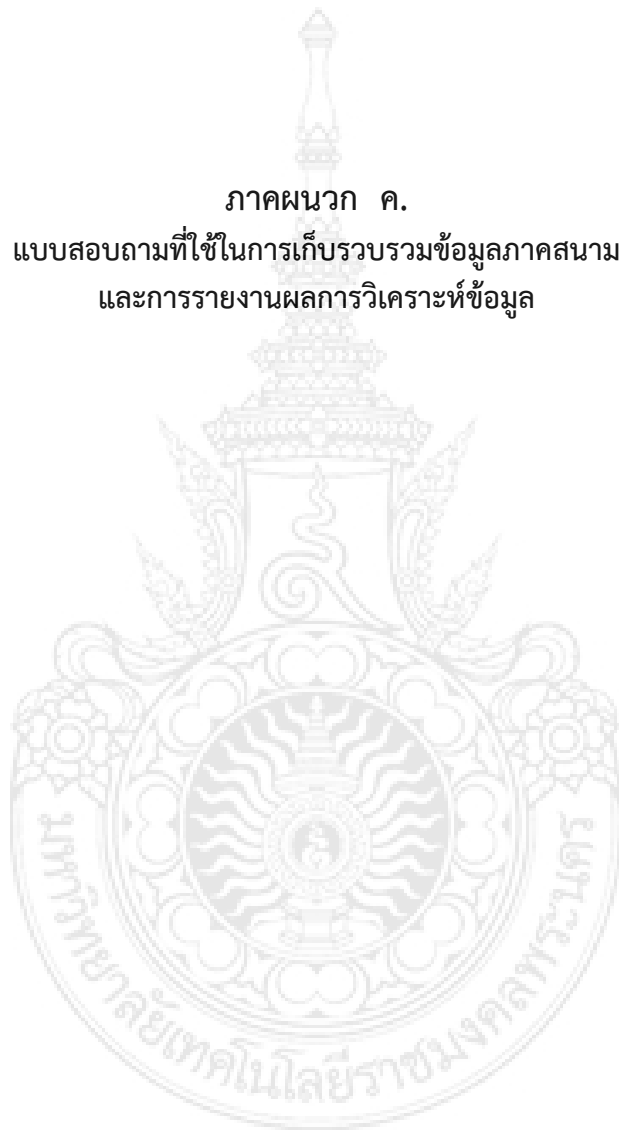 ภาคผนวก ค.
แบบสอบถามที่ใช้ในการเก็บรวบรวมข้อมูลภาคสนาม
และการรายงานผลการวิเคราะห์ข้อมูล
มหาวิทยาลัยเทคโนโลยีราชมงคลพระนคร